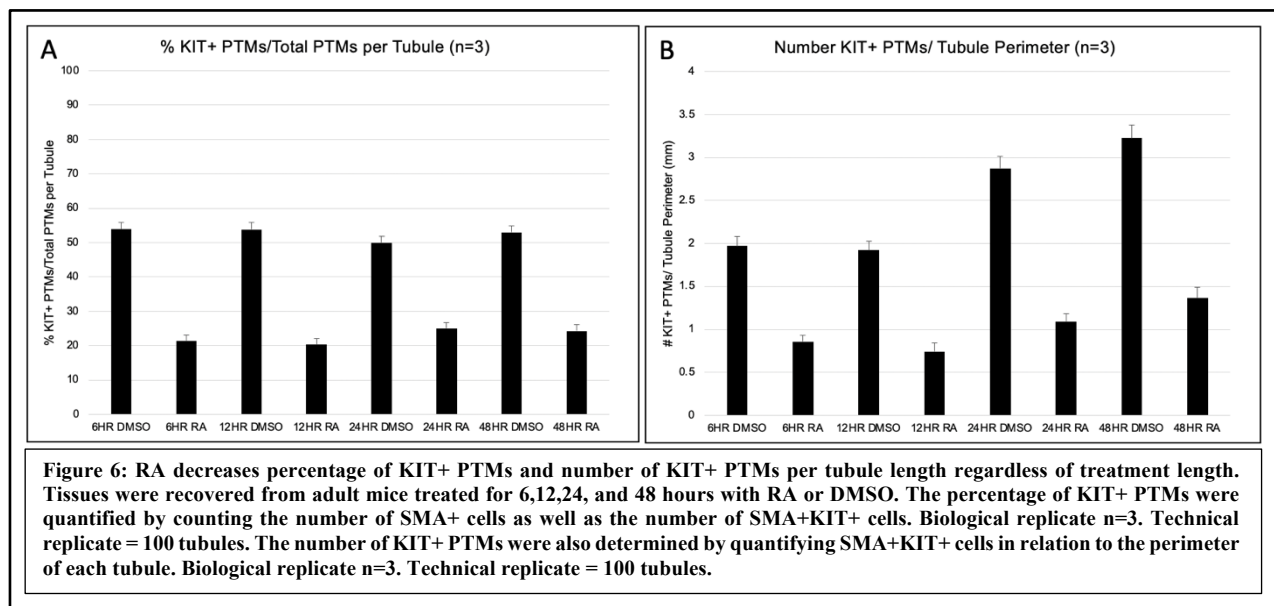 A
% KIT+ PTMs/Total PTMs per Tubule (n=3)
% KIT+ PTMs/Total PTMs per Tubule
100
90
80
70
60
50
40
30
20
10
0
6HR DMSO 6HR RA 12HR DMSO 12HR RA 24HR DMSO 24HR RA 48HR DMSO 48HR RA
B
Number KIT+ PTMs/ Tubule Perimeter (n=3)
# KIT+ PTMs/ Tubule Perimeter (mm)
4
3.5
3
2.5
2
1.5
1
0.5
0
6HR DMSO 6HR RA 12HR DMSO 12HR RA 24HR DMSO 24HR RA 48HR DMSO 48HR RA
Figure 6: RA decreases percentage of KIT+ PTMs and number of KIT+ PTMs per tubule length regardless of treatment length.
Tissues were recovered from adult mice treated for 6,12,24, and 48 hours with RA or DMSO. The percentage of KIT+ PTMs were
quantified by counting the number of SMA+ cells as well as the number of SMA+KIT+ cells. Biological replicate n=3. Technical
replicate = 100 tubules. The number of KIT+ PTMs were also determined by quantifying SMA+KIT+ cells in relation to the perimeter
of each tubule. Biological replicate n=3. Technical replicate = 100 tubules.